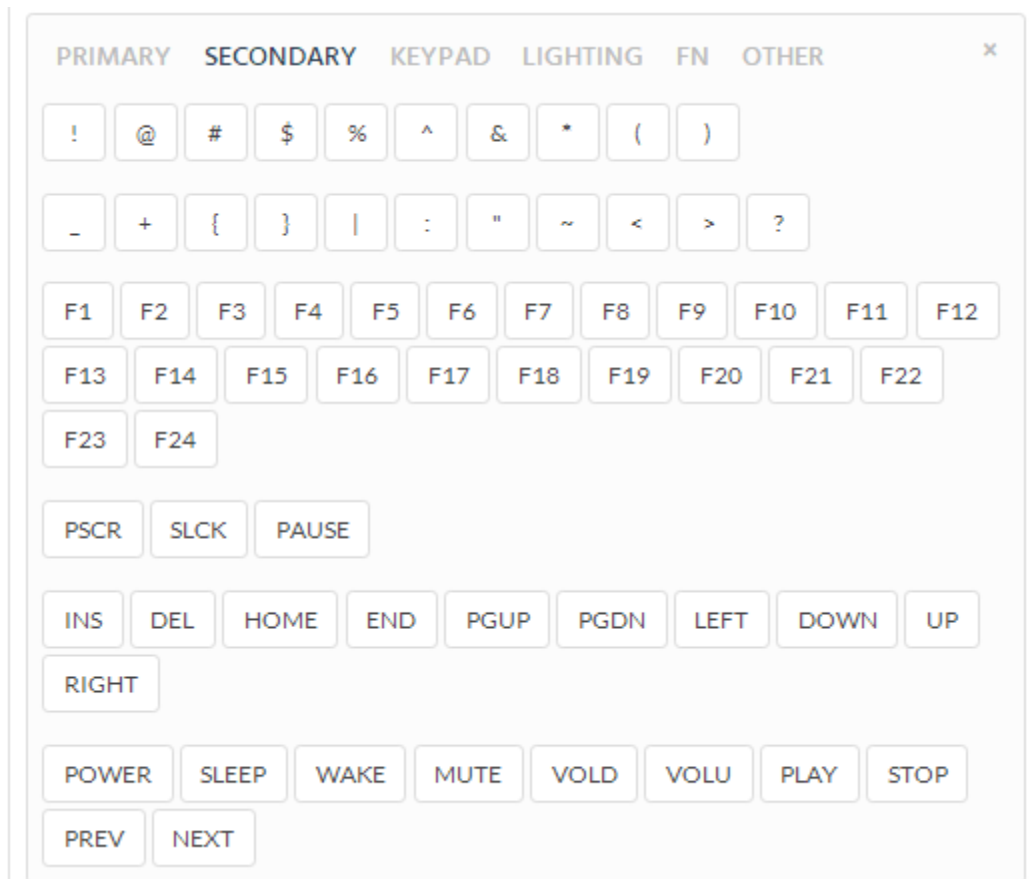 PRIMARY SECONDARY KEYPAD LIGHTING FN OTHER ×
! @ # $ % ^ & * ( )
_ + { } | : " ~ < > ?
F1 F2 F3 F4 F5 F6 F7 F8 F9 F10 F11 F12
F13 F14 F15 F16 F17 F18 F19 F20 F21 F22
F23 F24
PSCR SLCK PAUSE
INS DEL HOME END PGUP PGDN LEFT DOWN UP
RIGHT
POWER SLEEP WAKE MUTE VOLD VOLU PLAY STOP
PREV NEXT